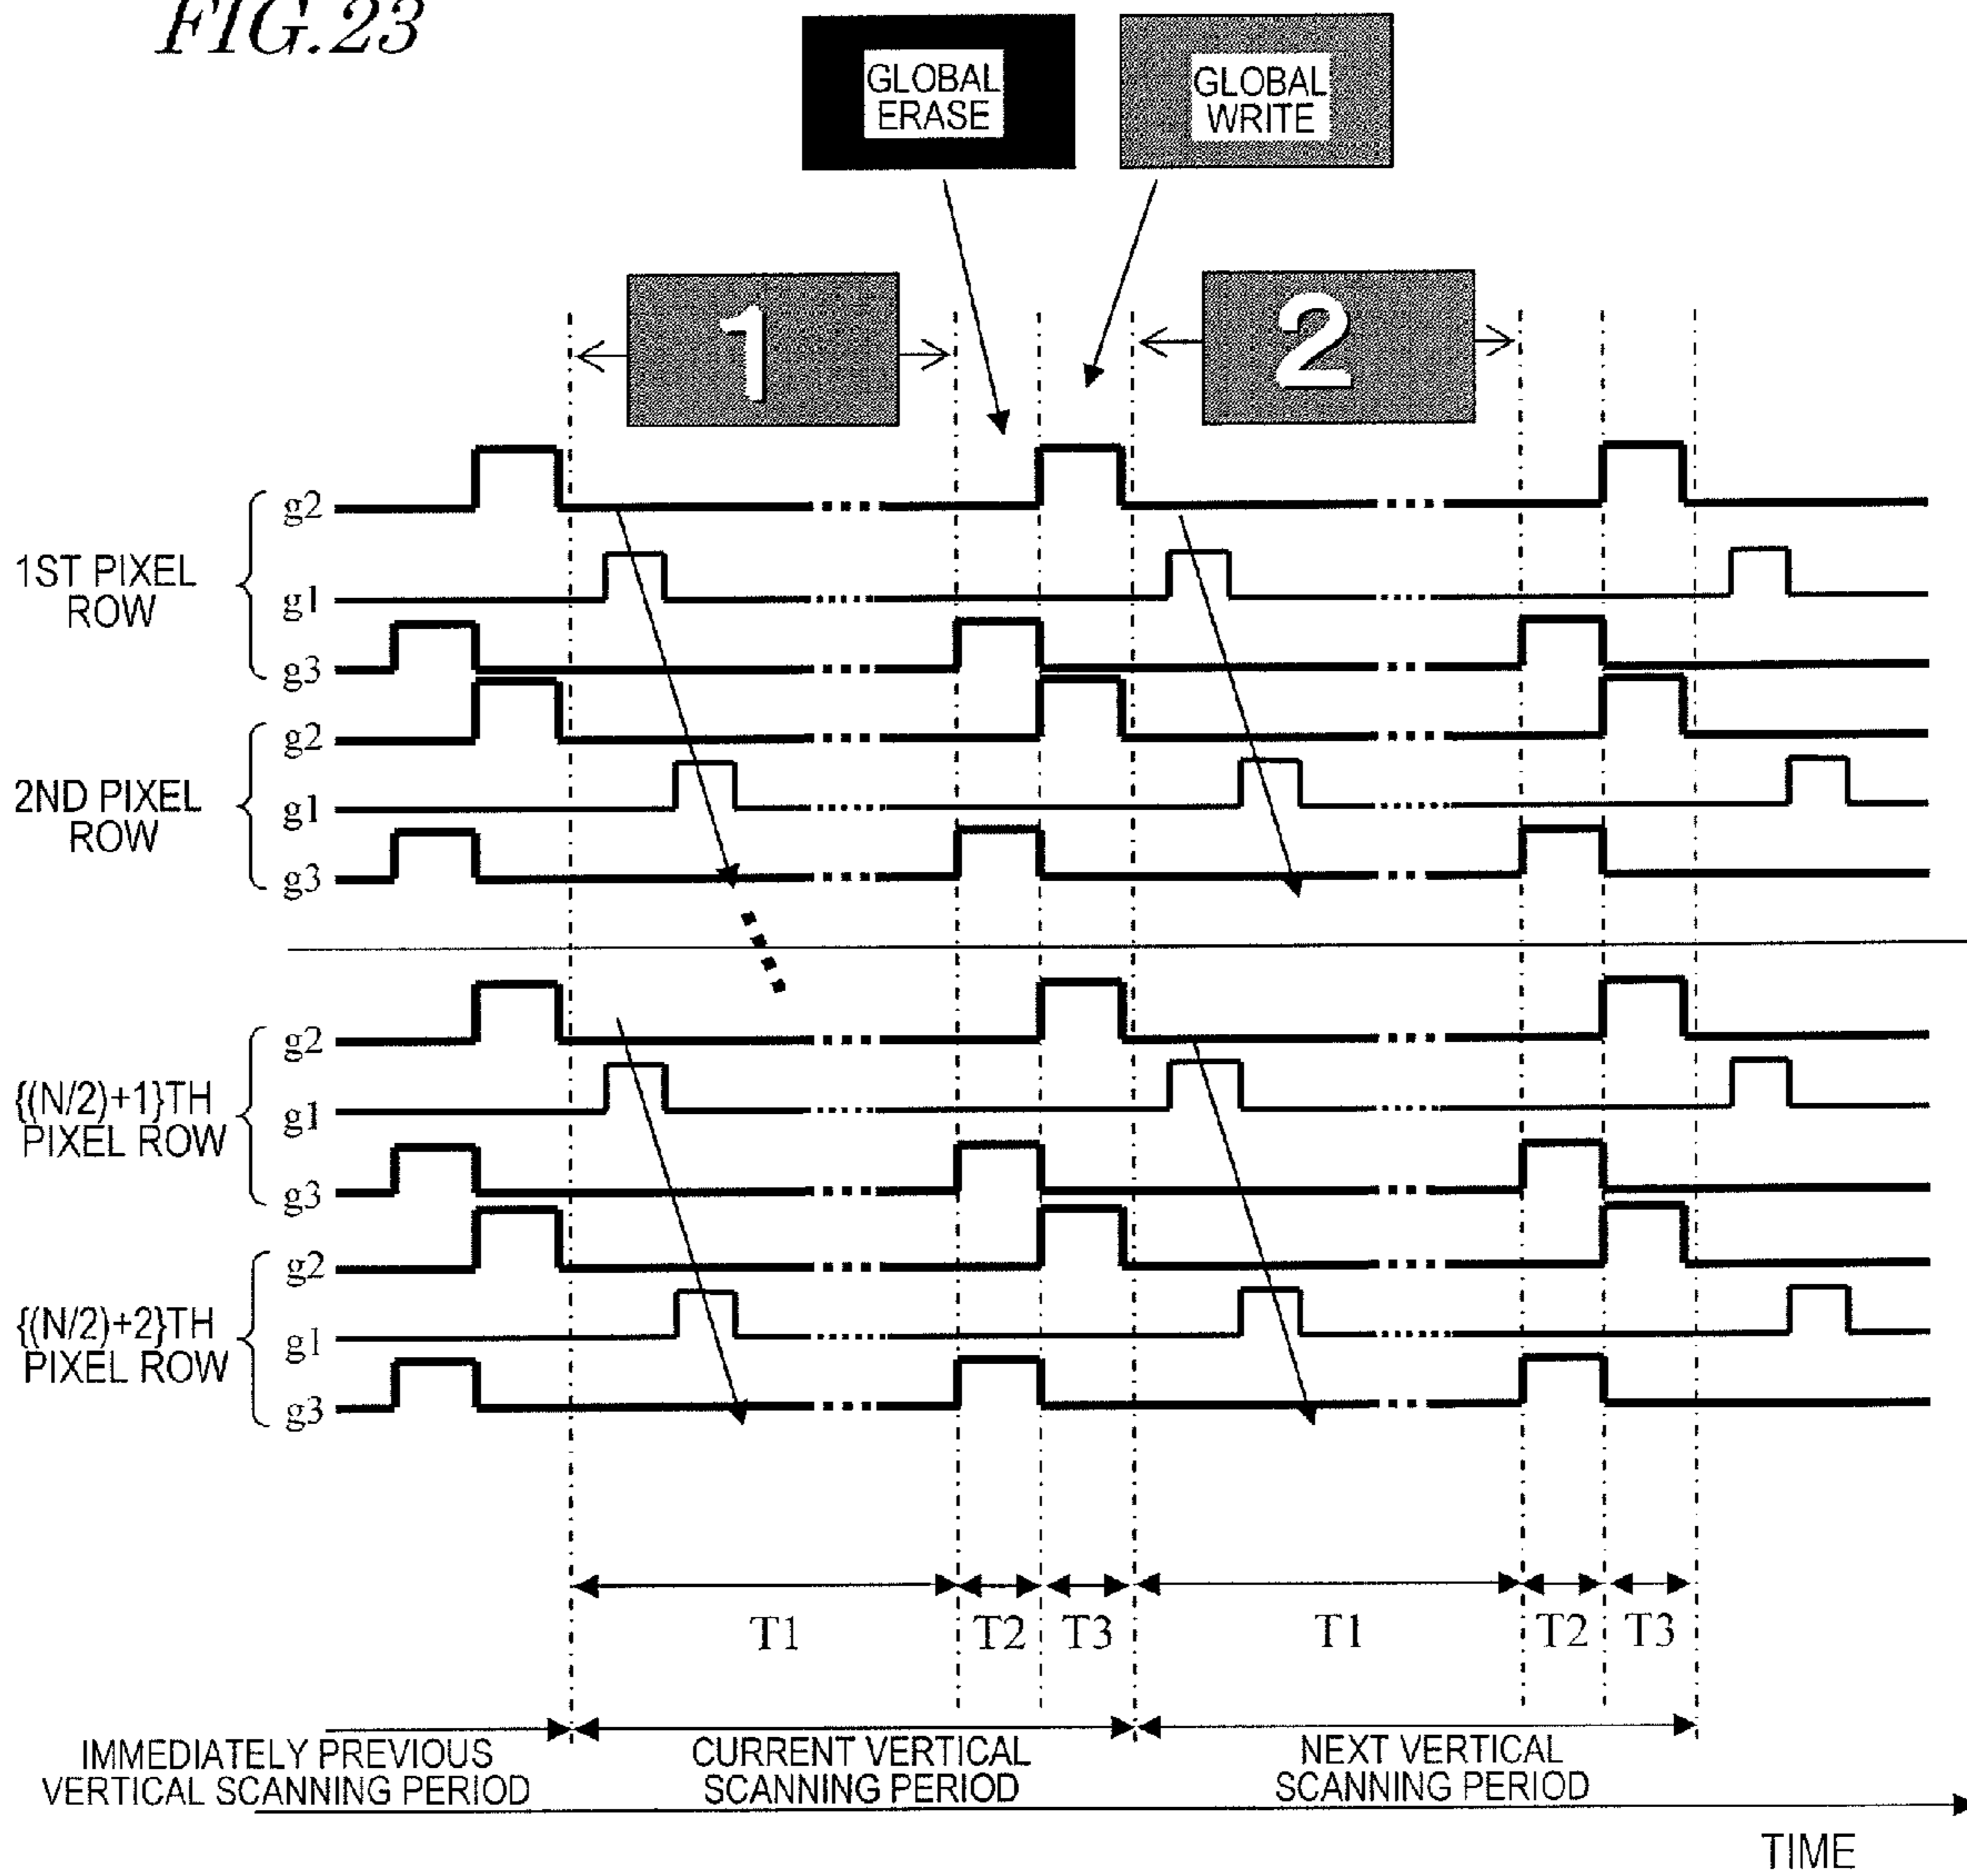 FIG.23
GLOBAL
ERASE
GLOBAL
WRITE
1
2
1ST PIXEL
ROW
g2
g1
g3
2ND PIXEL
ROW
g2
g1
g3
{(N/2)+1}TH
PIXEL ROW
g2
g1
g3
{(N/2)+2}TH
PIXEL ROW
g2
g1
g3
T1
T2
T3
T1
T2
T3
IMMEDIATELY PREVIOUS
VERTICAL SCANNING PERIOD
CURRENT VERTICAL
SCANNING PERIOD
NEXT VERTICAL
SCANNING PERIOD
TIME